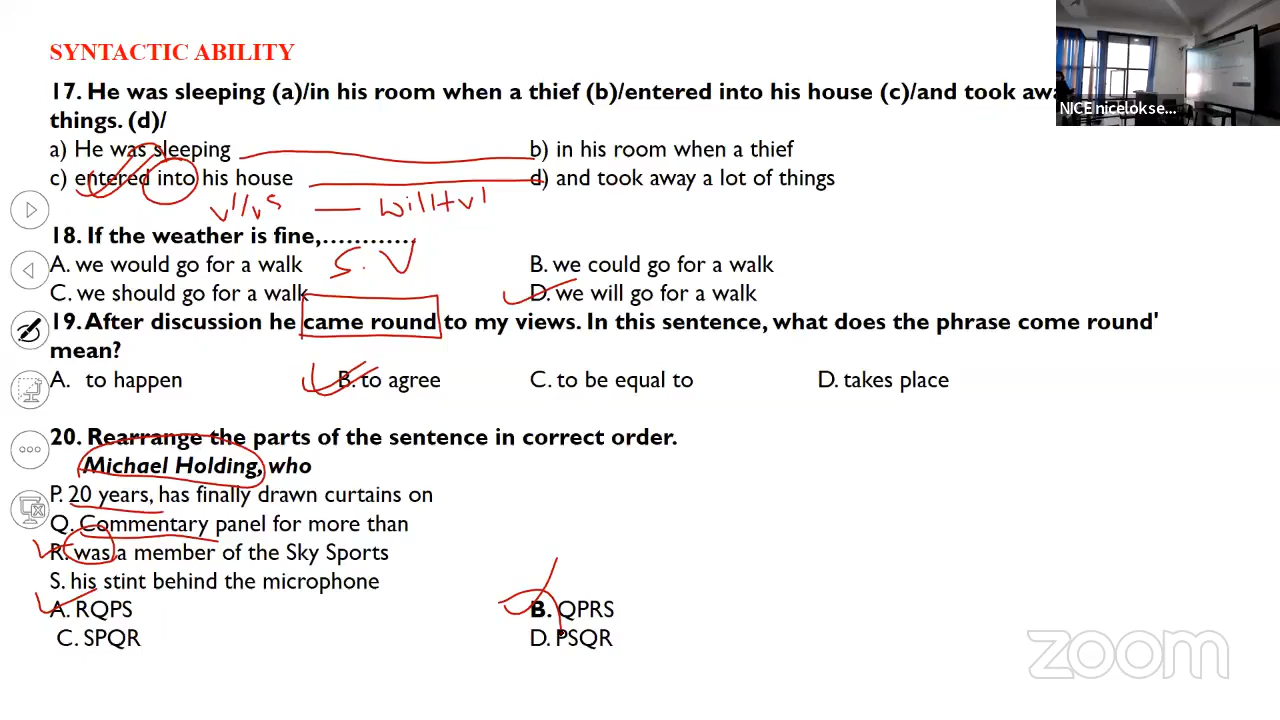 SYNTACTIC ABILITY
17. He was sleeping (a)/in his room when a thief (b)/entered into his house (c)/and took awa
things. (d)/
a) He was sleeping b) in his room when a thief
c) entered into his house d) and took away a lot of things
v1/v5 — will+v1
18. If the weather is fine,............
A. we would go for a walk B. we could go for a walk
S. V
C. we should go for a walk D. we will go for a walk
19. After discussion he came round to my views. In this sentence, what does the phrase come round'
mean?
A. to happen B. to agree C. to be equal to D. takes place
20. Rearrange the parts of the sentence in correct order.
Michael Holding, who
P. 20 years, has finally drawn curtains on
Q. Commentary panel for more than
R. was a member of the Sky Sports
S. his stint behind the microphone
A. RQPS B. QPRS
C. SPQR D. PSQR
NICE nicelokse...
zoom